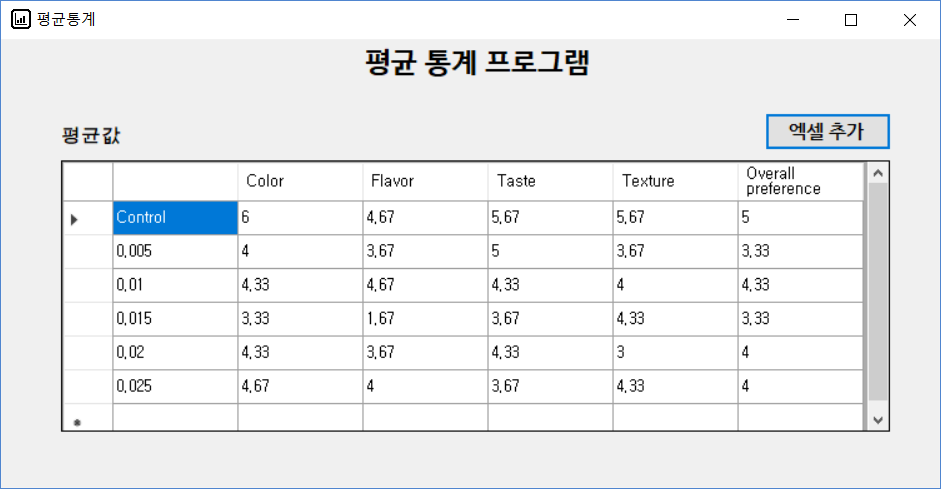 평균통계
평균 통계 프로그램
평균값
엑셀 추가
Color Flavor Taste Texture Overall preference
Control 6 4,67 5,67 5,67 5
0,005 4 3,67 5 3,67 3,33
0,01 4,33 4,67 4,33 4 4,33
0,015 3,33 1,67 3,67 4,33 3,33
0,02 4,33 3,67 4,33 3 4
0,025 4,67 4 3,67 4,33 4